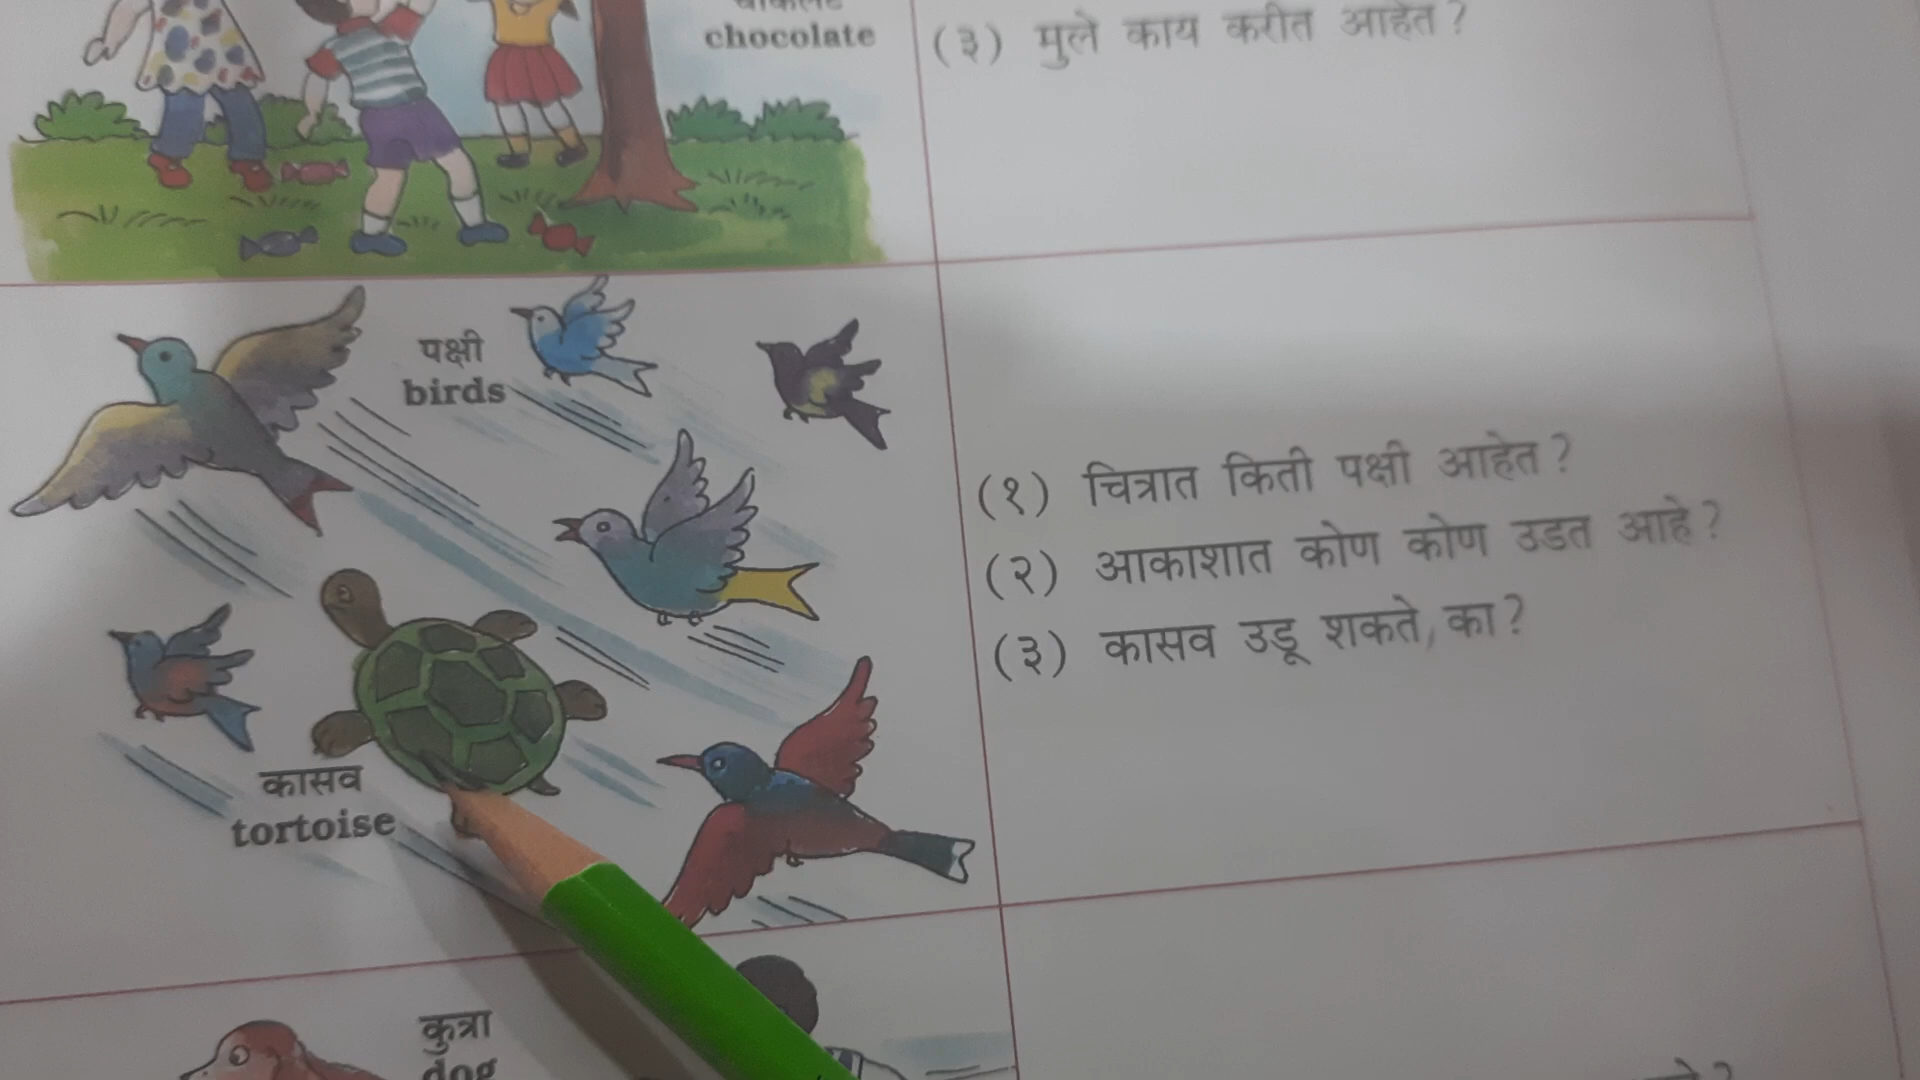 chocolate
(३) मुले काय करीत आहेत?
पक्षी
birds
(१) चित्रात किती पक्षी आहेत?
(२) आकाशात कोण कोण उडत आहे?
(३) कासव उडू शकते, का?
कासव
tortoise
कुत्रा
dog